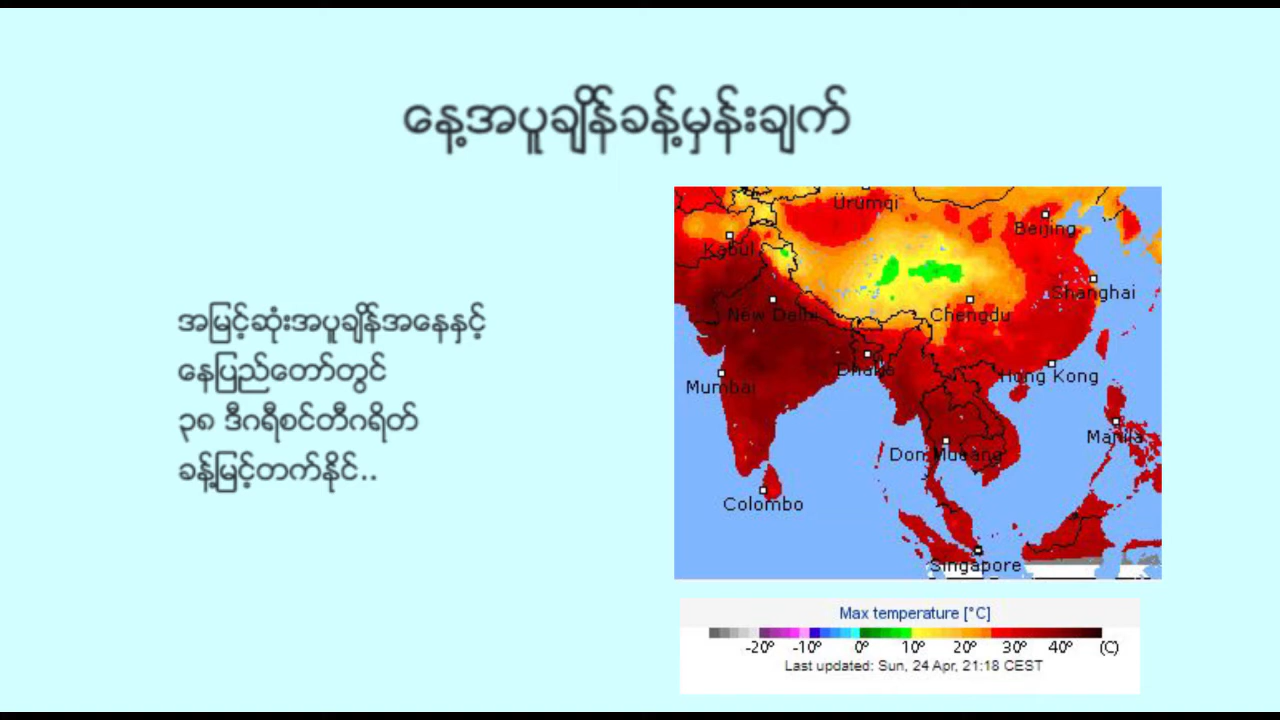 နေ့အပူချိန်ခန့်မှန်းချက်
အမြင့်ဆုံးအပူချိန်အနေနှင့်
နေပြည်တော်တွင်
၃၈ ဒီဂရီစင်တီဂရိတ်
ခန့်မြင့်တက်နိုင်..
Ürümqi
Beijing
Kabul
Shanghai
New Delhi
Chengdu
Dhaka
Hong Kong
Mumbai
Manila
Don Mueang
Colombo
Singapore
Max temperature [°C]
-20° -10° 0° 10° 20° 30° 40° (C)
Last updated: Sun, 24 Apr, 21:18 CEST